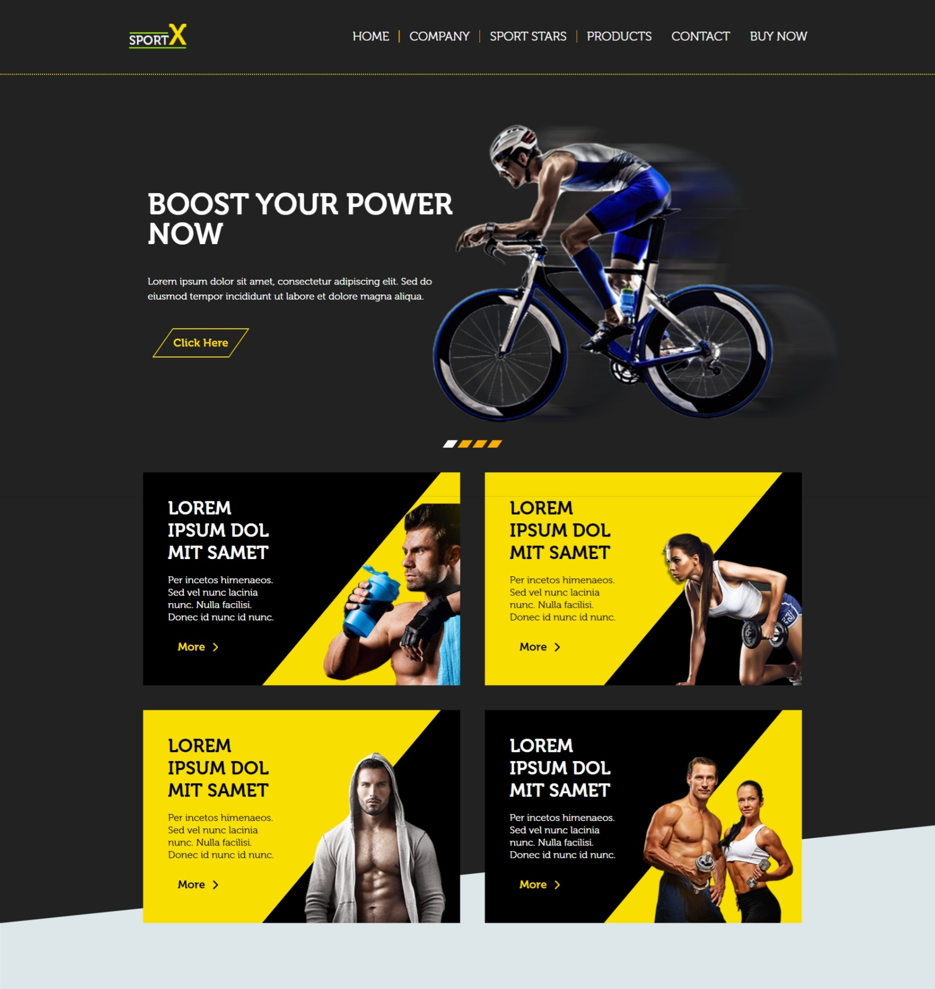 SPORTX
HOME
COMPANY
SPORT STARS
PRODUCTS
CONTACT
BUY NOW
BOOST YOUR POWER
NOW
Lorem ipsum dolor sit amet, consectetur adipiscing elit. Sed do
eiusmod tempor incididunt ut labore et dolore magna aliqua.
Click Here
LOREM
IPSUM DOL
MIT SAMET
Per incetos himenaeos.
Sed vel nunc lacinia
nunc. Nulla facilisi.
Donec id nunc id nunc.
More
LOREM
IPSUM DOL
MIT SAMET
Per incetos himenaeos.
Sed vel nunc lacinia
nunc. Nulla facilisi.
Donec id nunc id nunc.
More
LOREM
IPSUM DOL
MIT SAMET
Per incetos himenaeos.
Sed vel nunc lacinia
nunc. Nulla facilisi.
Donec id nunc id nunc.
More
LOREM
IPSUM DOL
MIT SAMET
Per incetos himenaeos.
Sed vel nunc lacinia
nunc. Nulla facilisi.
Donec id nunc id nunc.
More